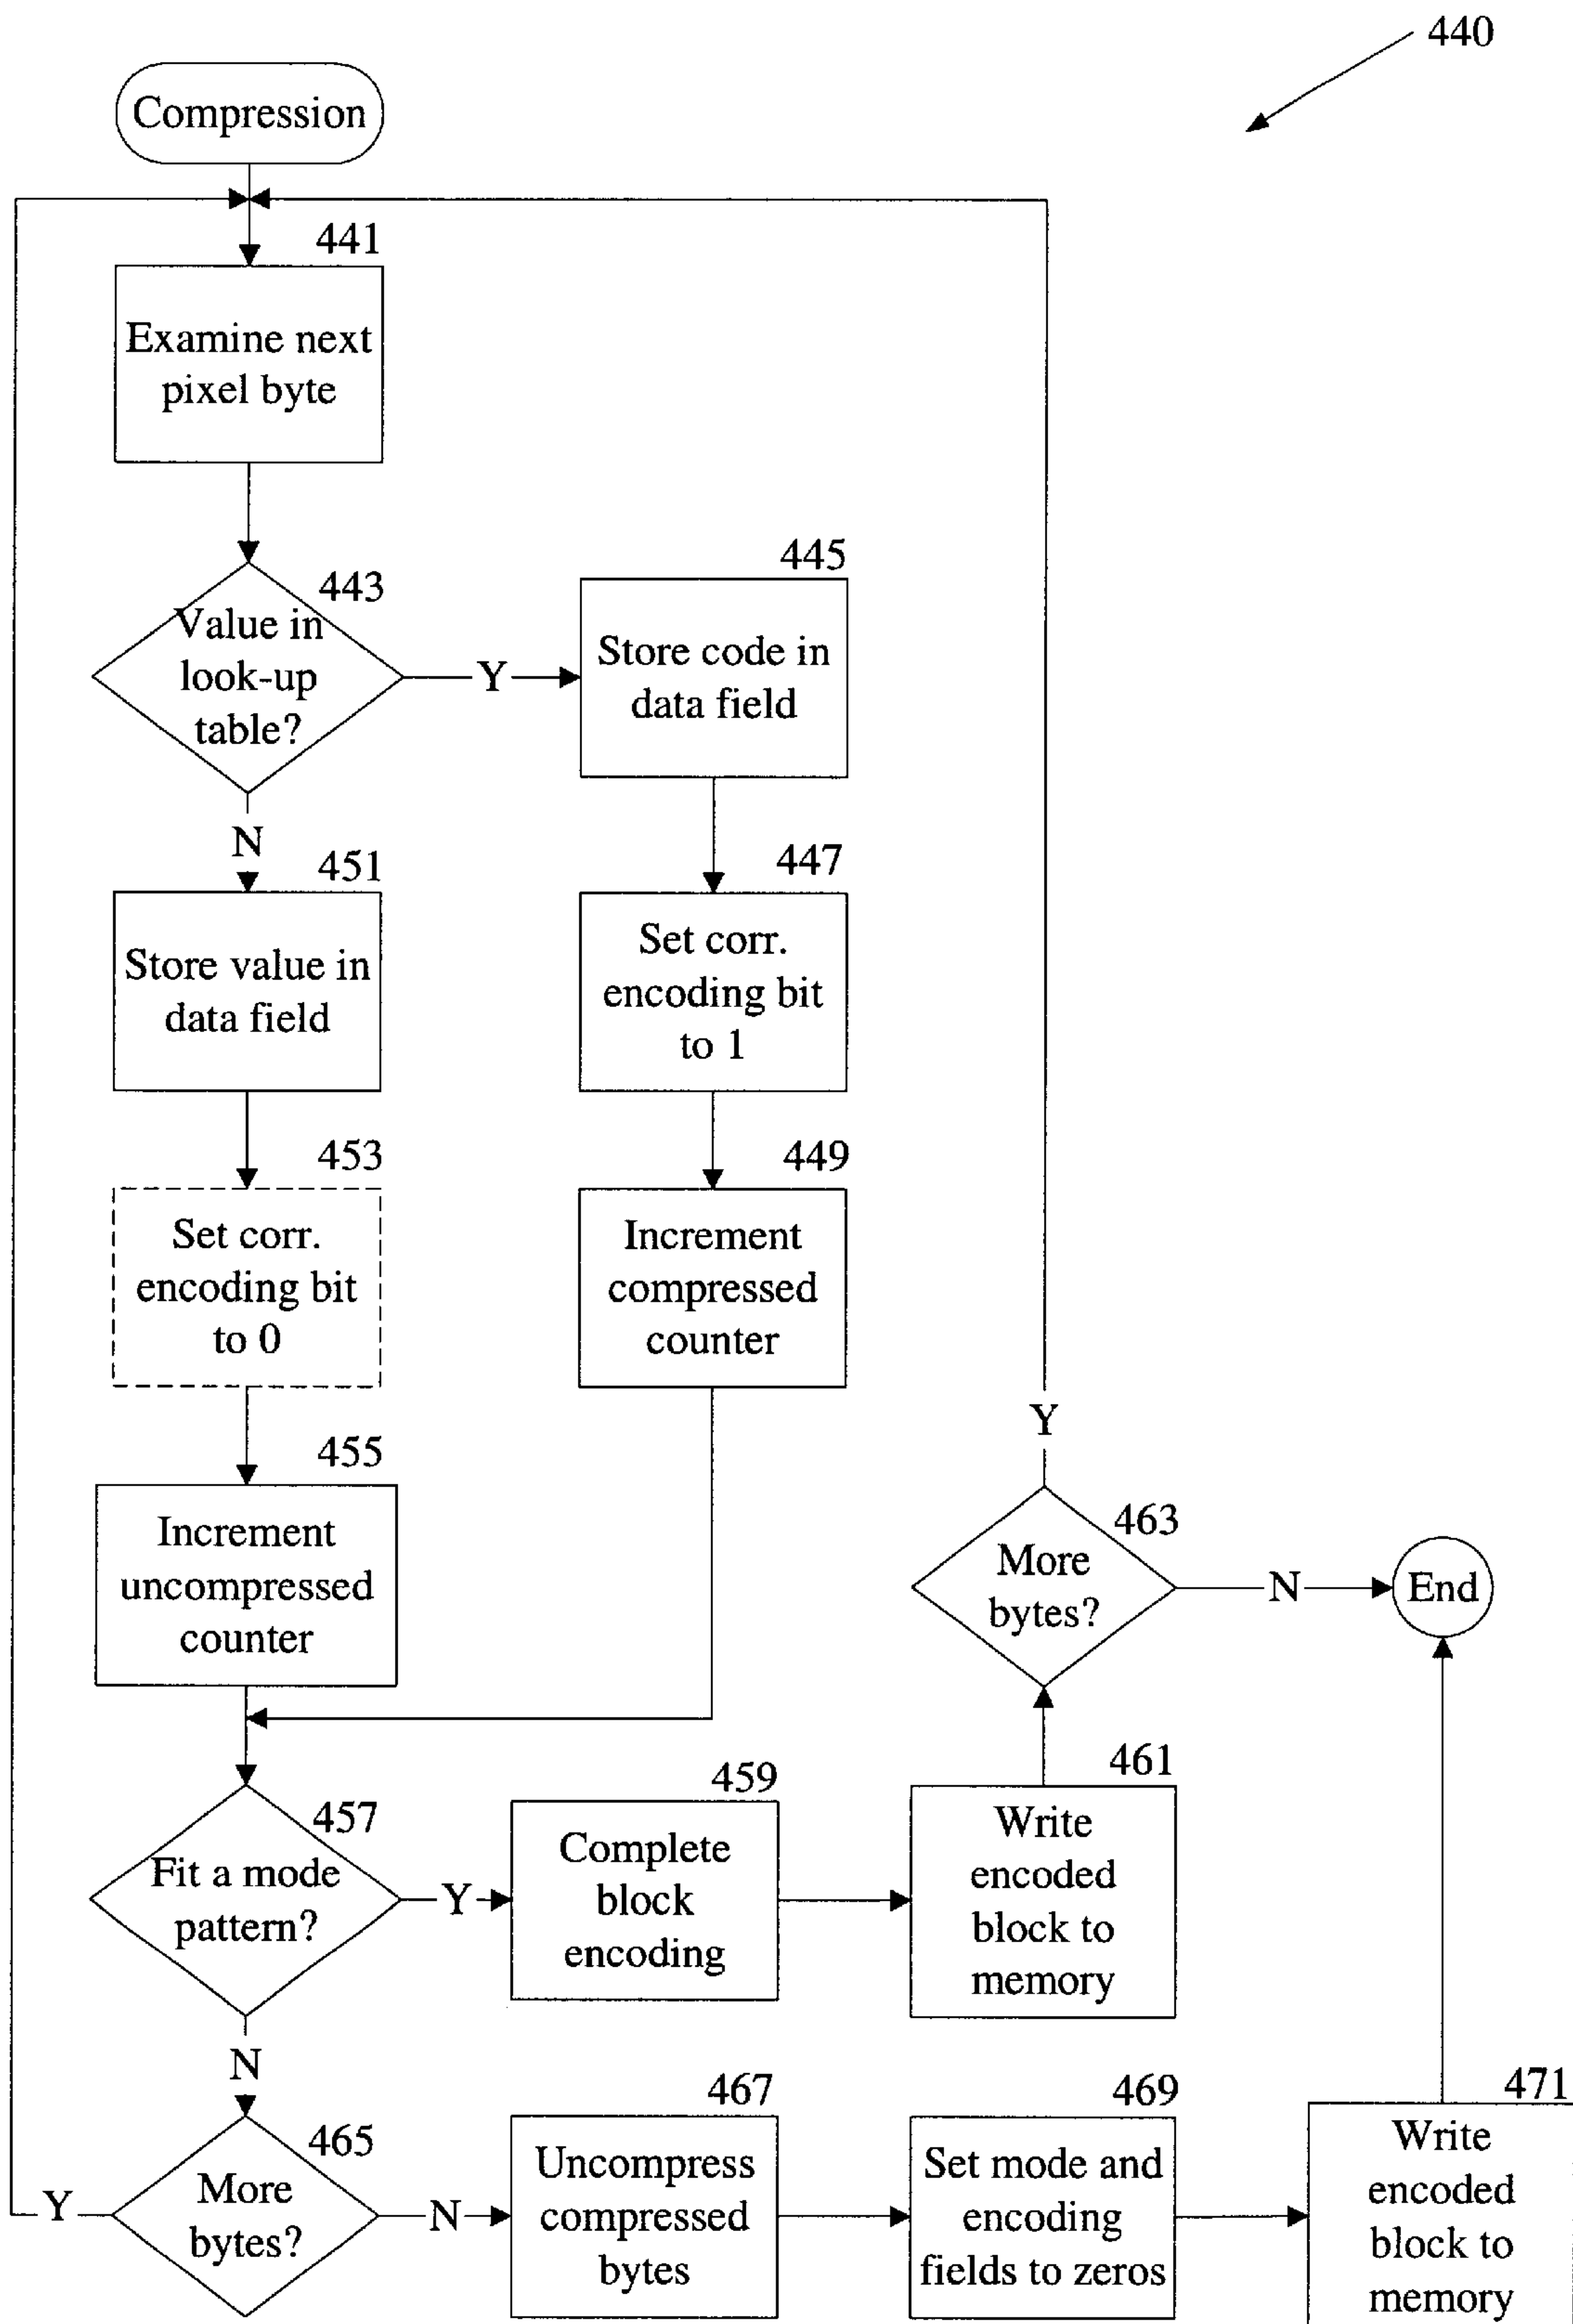 440
Compression
441
Examine next
pixel byte
443
Value in
look-up
table?
Y
445
Store code in
data field
N
451
Store value in
data field
447
Set corr.
encoding bit
to 1
453
Set corr.
encoding bit
to 0
449
Increment
compressed
counter
455
Increment
uncompressed
counter
Y
463
More
bytes?
N
End
457
Fit a mode
pattern?
Y
459
Complete
block
encoding
461
Write
encoded
block to
memory
N
465
More
bytes?
Y
N
467
Uncompress
compressed
bytes
469
Set mode and
encoding
fields to zeros
471
Write
encoded
block to
memory